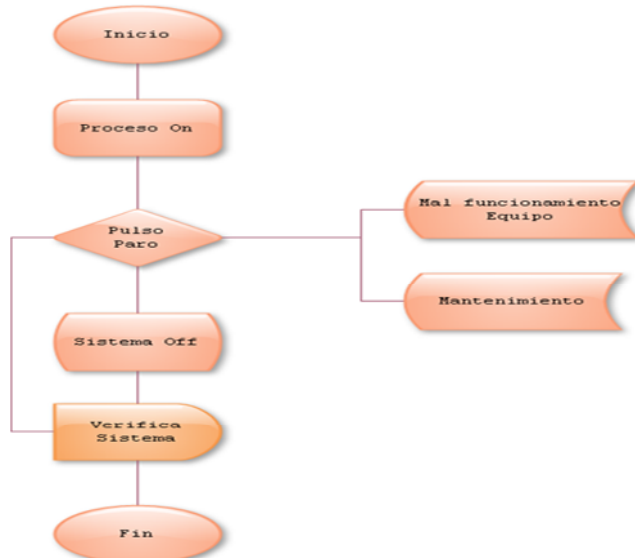 Inicio
Proceso On
Pulso
Paro
Mal funcionamiento
Equipo
Mantenimiento
Sistema Off
Verifica
Sistema
Fin